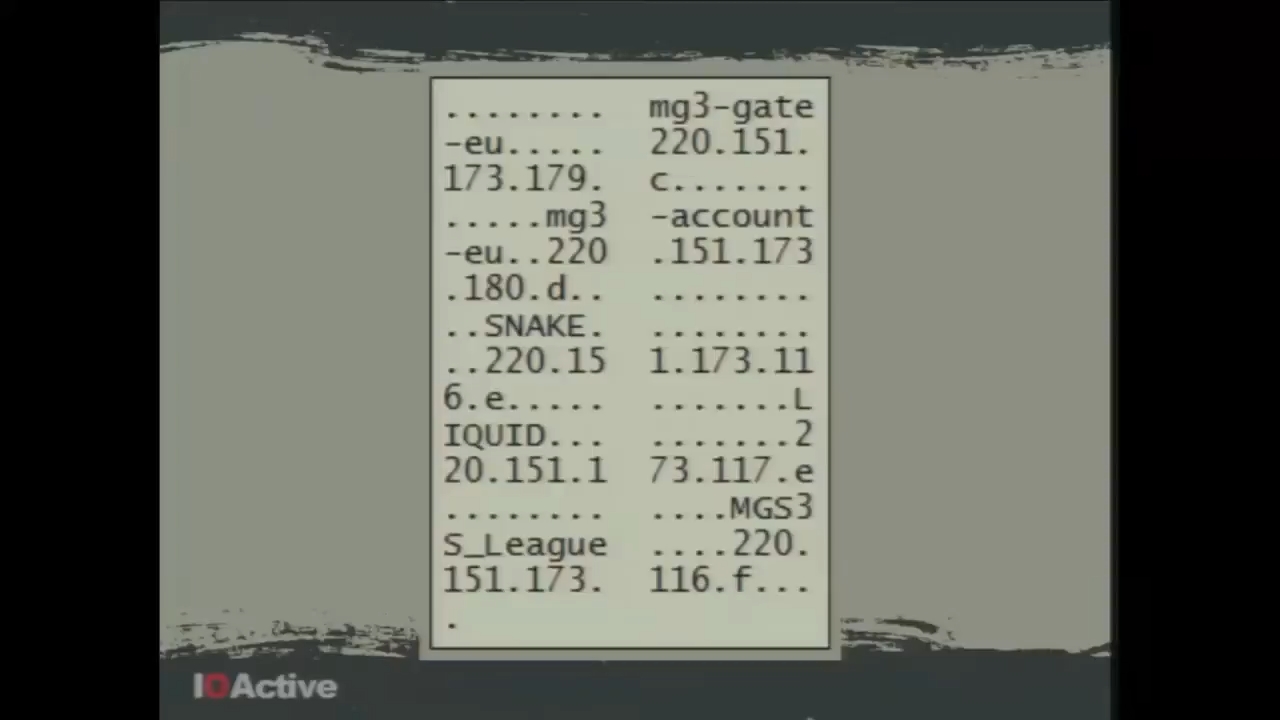 ........ mg3-gate
-eu..... 220.151.
173.179. c.......
.....mg3 -account
-eu..220 .151.173
.180.d.. ........
..SNAKE. ........
..220.15 1.173.11
6.e..... .......L
IQUID... .......2
20.151.1 73.117.e
........ ....MGS3
S_League ....220.
151.173. 116.f...
.
IOActive